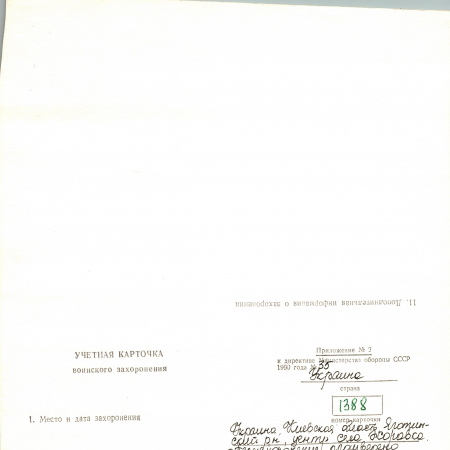 11. Дополнительная информация о захоронении
УЧЕТНАЯ КАРТОЧКА
воинского захоронения
Приложение № 2
к директиве Министерства обороны СССР
1990 года № 35
Украина
страна
1388
номер карточки
1. Место и дата захоронения
Украина, Киевская область, Яготин-
ский р-н, центр села